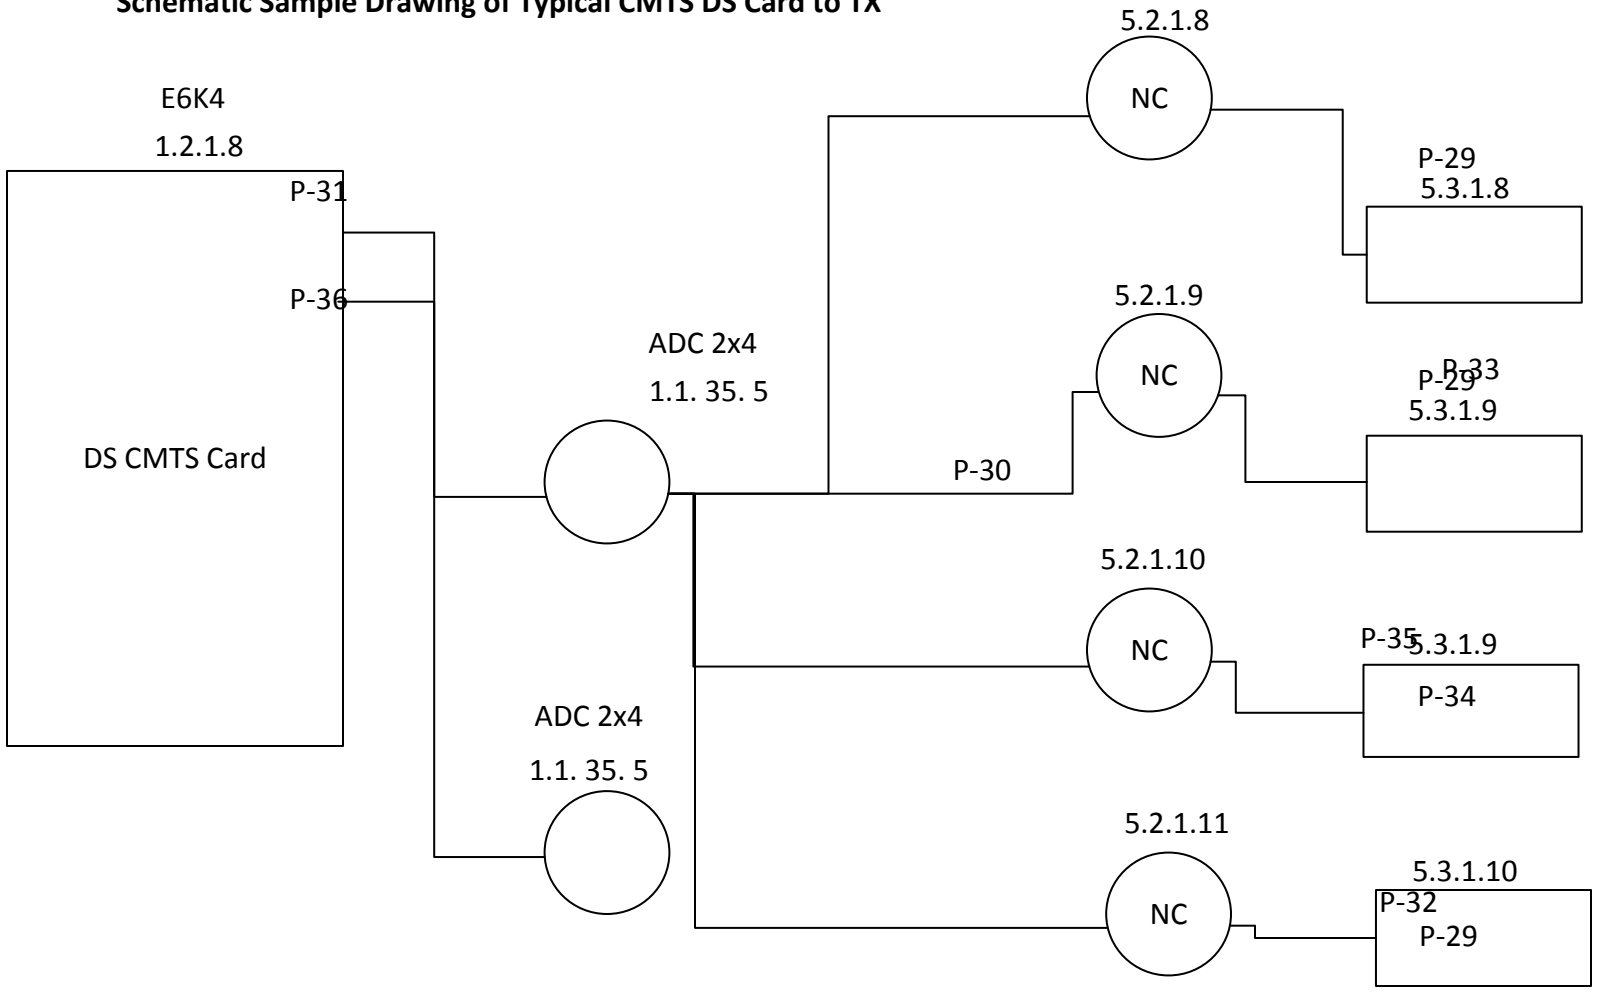 Schematic Sample Drawing of Typical CMTS DS Card to TX
5.2.1.8
NC
E6K4
1.2.1.8
P-31
P-36
DS CMTS Card
P-29
5.3.1.8
5.2.1.9
NC
ADC 2x4
1.1. 35. 5
P-33
P-29
5.3.1.9
P-30
5.2.1.10
NC
P-35
5.3.1.9
P-34
ADC 2x4
1.1. 35. 5
5.2.1.11
NC
5.3.1.10
P-32
P-29